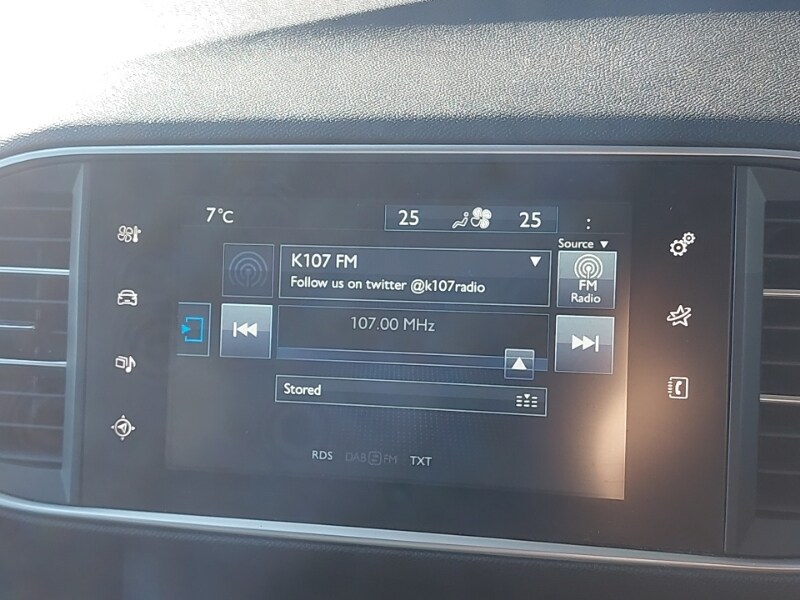 7°C
25 25 :
Source ▼
K107 FM ▼
Follow us on twitter @k107radio
FM
Radio
107.00 MHz
Stored
RDS DAB FM TXT